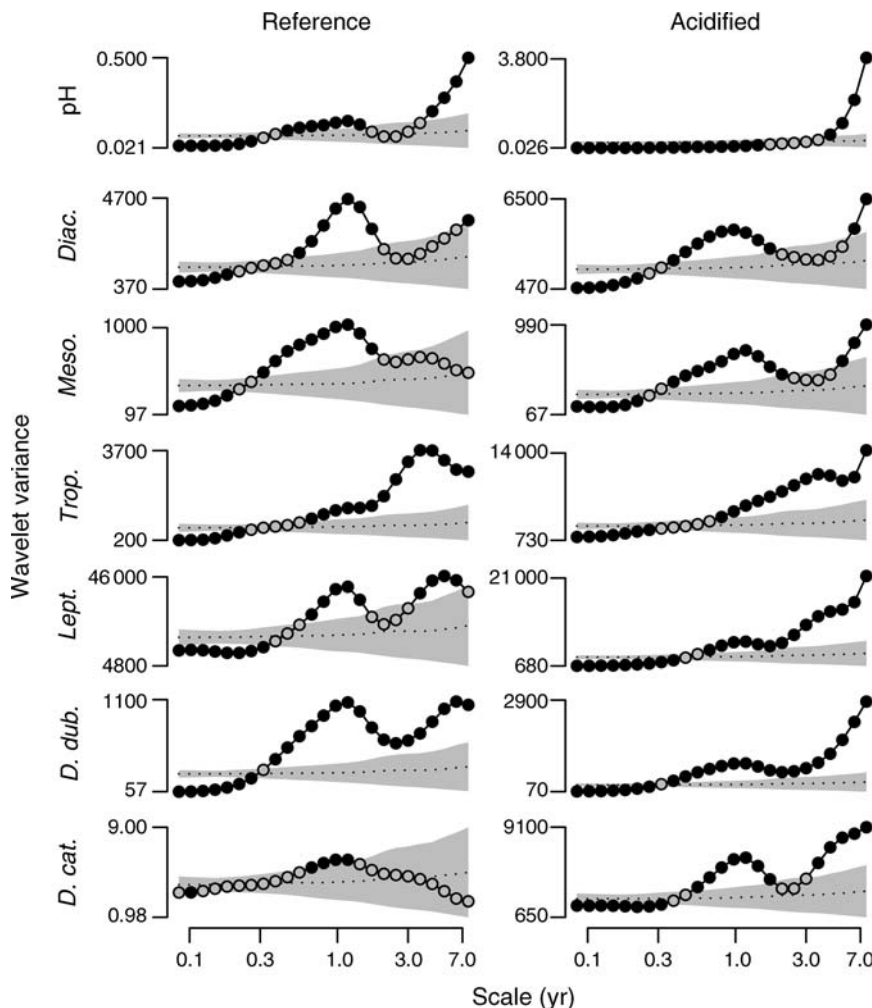 Reference Acidified
Wavelet variance
pH
0.500
0.021
3.800
0.026
Diac.
4700
370
6500
470
Meso.
1000
97
990
67
Trop.
3700
200
14 000
730
Lept.
46 000
4800
21 000
680
D. dub.
1100
57
2900
70
D. cat.
9.00
0.98
9100
650
0.1 0.3 1.0 3.0 7.0 0.1 0.3 1.0 3.0 7.0
Scale (yr)